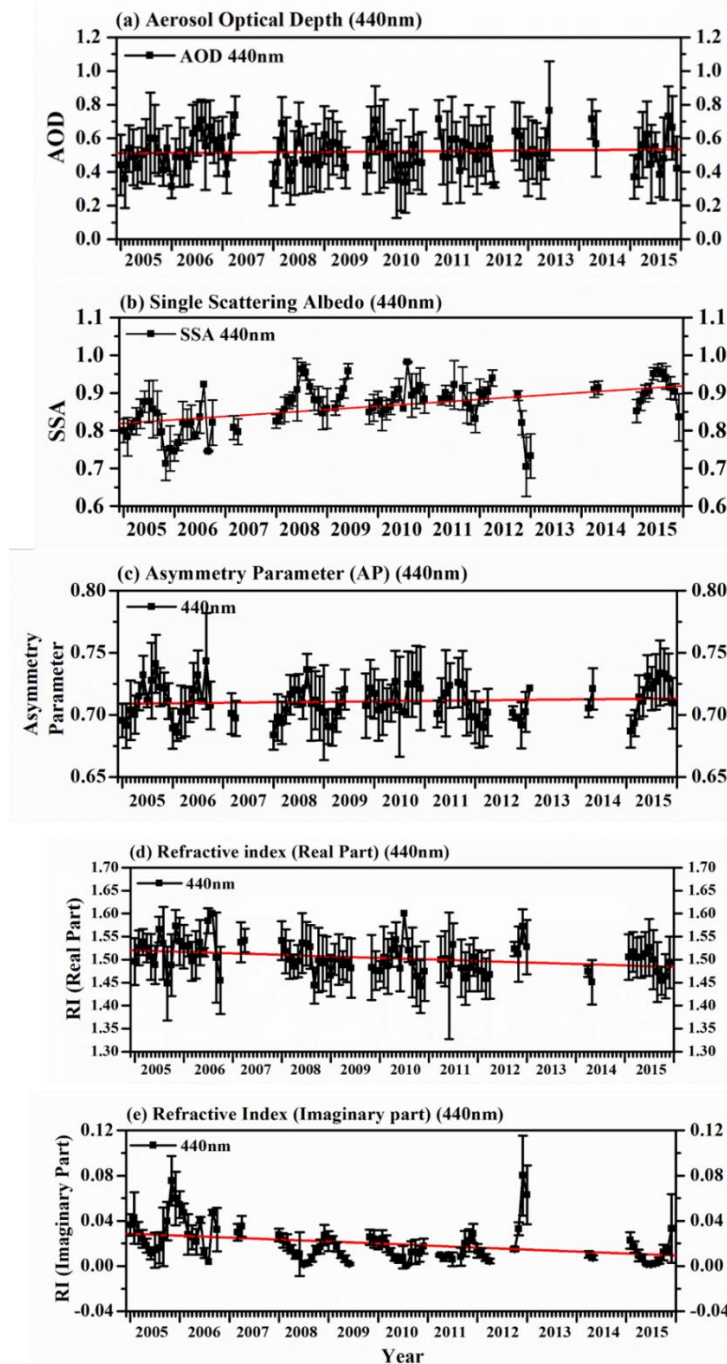 (a) Aerosol Optical Depth (440nm)
1.2 1.2
AOD 440nm
1.0 1.0
0.8 0.8
AOD
0.6 0.6
0.4 0.4
0.2 0.2
0.0 0.0
2005 2006 2007 2008 2009 2010 2011 2012 2013 2014 2015
(b) Single Scattering Albedo (440nm)
1.1 1.1
SSA 440nm
1.0 1.0
0.9 0.9
SSA
0.8 0.8
0.7 0.7
0.6 0.6
2005 2006 2007 2008 2009 2010 2011 2012 2013 2014 2015
(c) Asymmetry Parameter (AP) (440nm)
0.80 0.80
440nm
0.75 0.75
Asymmetry
Parameter
0.70 0.70
0.65 0.65
2005 2006 2007 2008 2009 2010 2011 2012 2013 2014 2015
(d) Refractive index (Real Part) (440nm)
1.70 1.70
440nm
1.65 1.65
1.60 1.60
1.55 1.55
RI (Real Part)
1.50 1.50
1.45 1.45
1.40 1.40
1.35 1.35
1.30 1.30
2005 2006 2007 2008 2009 2010 2011 2012 2013 2014 2015
(e) Refractive Index (Imaginary part) (440nm)
0.12 0.12
440nm
0.08 0.08
RI (Imaginary Part)
0.04 0.04
0.00 0.00
-0.04 -0.04
2005 2006 2007 2008 2009 2010 2011 2012 2013 2014 2015
Year